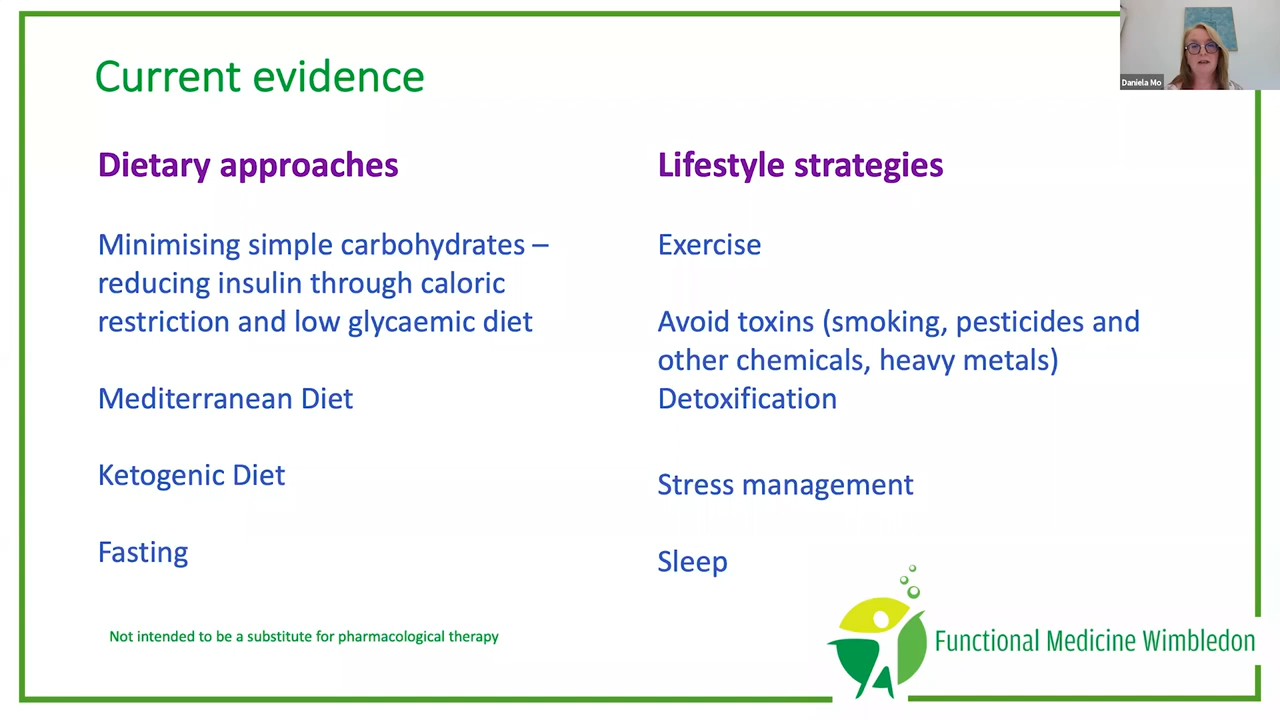 Current evidence
Dietary approaches
Minimising simple carbohydrates –
reducing insulin through caloric
restriction and low glycaemic diet
Mediterranean Diet
Ketogenic Diet
Fasting
Not intended to be a substitute for pharmacological therapy
Lifestyle strategies
Exercise
Avoid toxins (smoking, pesticides and
other chemicals, heavy metals)
Detoxification
Stress management
Sleep
Functional Medicine Wimbledon
Daniela Mo